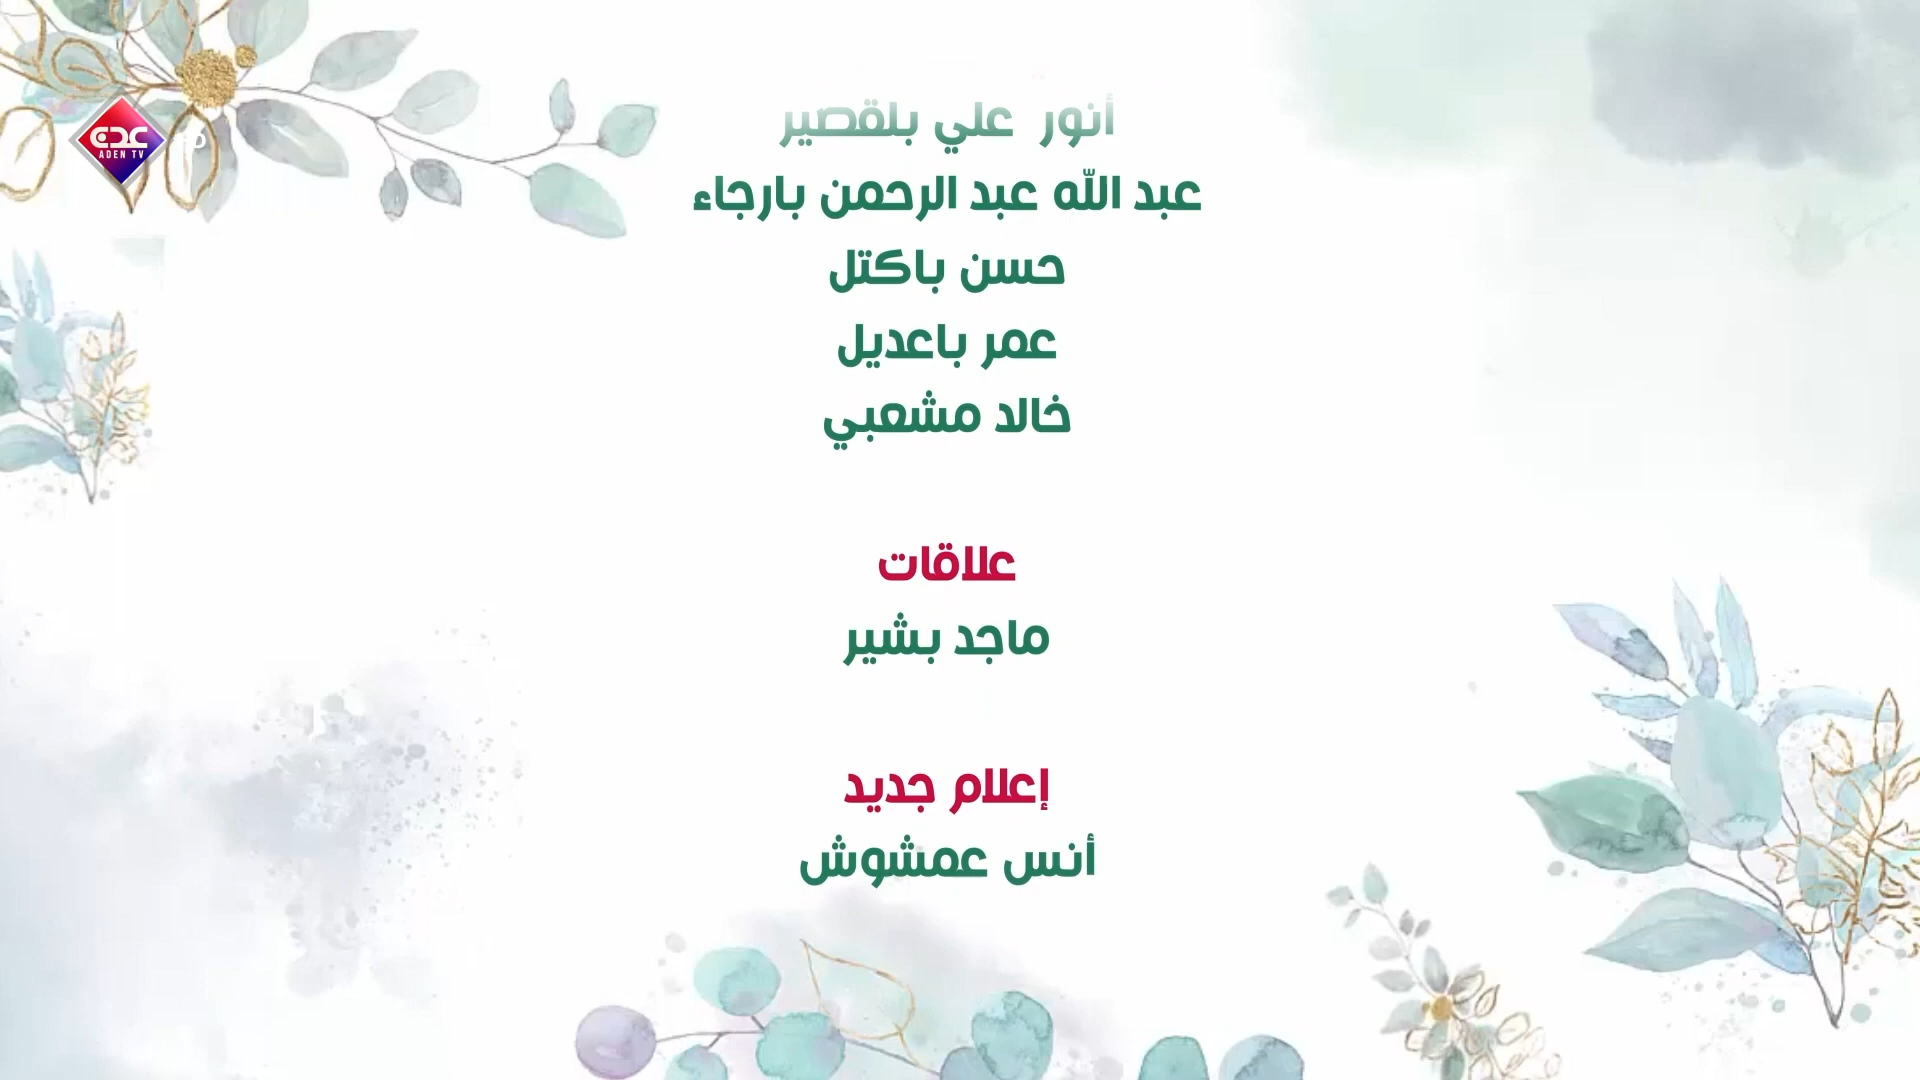 عدن
ADEN TV
HD
أنور علي بلقصير
عبد الله عبد الرحمن بارجاء
حسن باكتل
عمر باعديل
خالد مشعبي
علاقات
ماجد بشير
إعلام جديد
أنس عمشوش